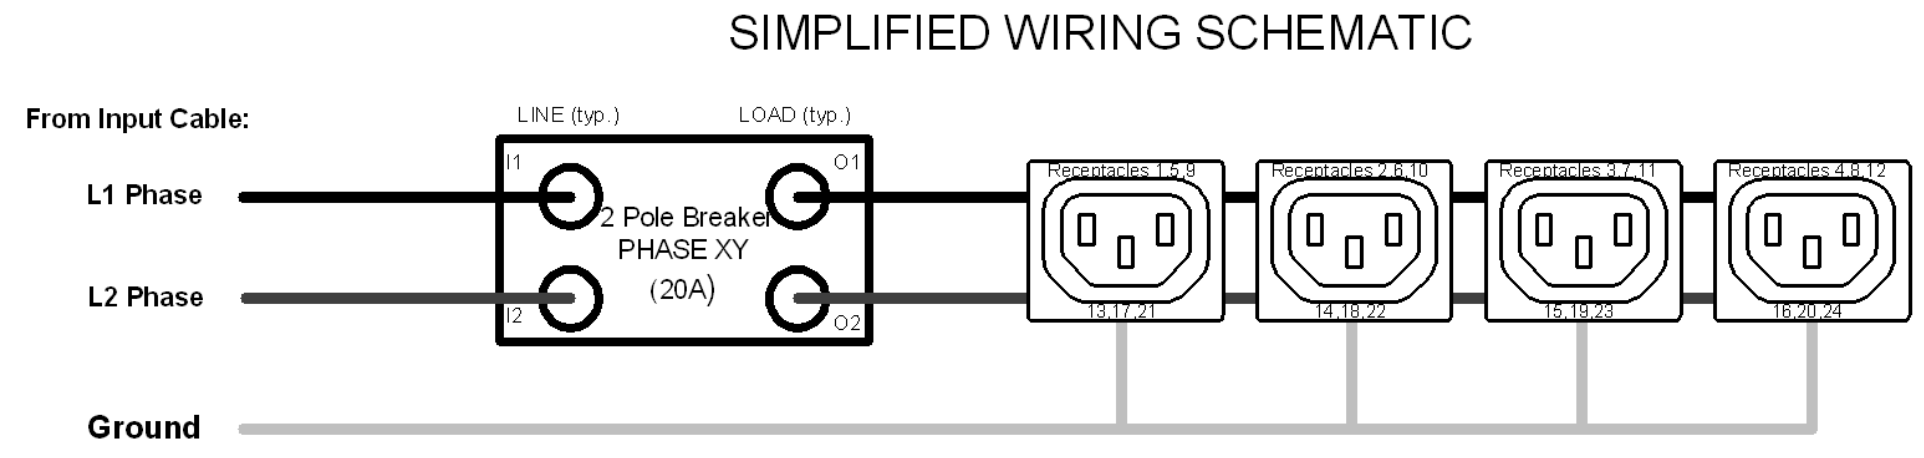 SIMPLIFIED WIRING SCHEMATIC
From Input Cable:
LINE (typ.)
LOAD (typ.)
L1 Phase
I1
O1
2 Pole Breaker
PHASE XY
(20A)
L2 Phase
I2
O2
Receptacles 1,5,9
13,17,21
Receptacles 2,6,10
14,18,22
Receptacles 3,7,11
15,19,23
Receptacles 4,8,12
16,20,24
Ground